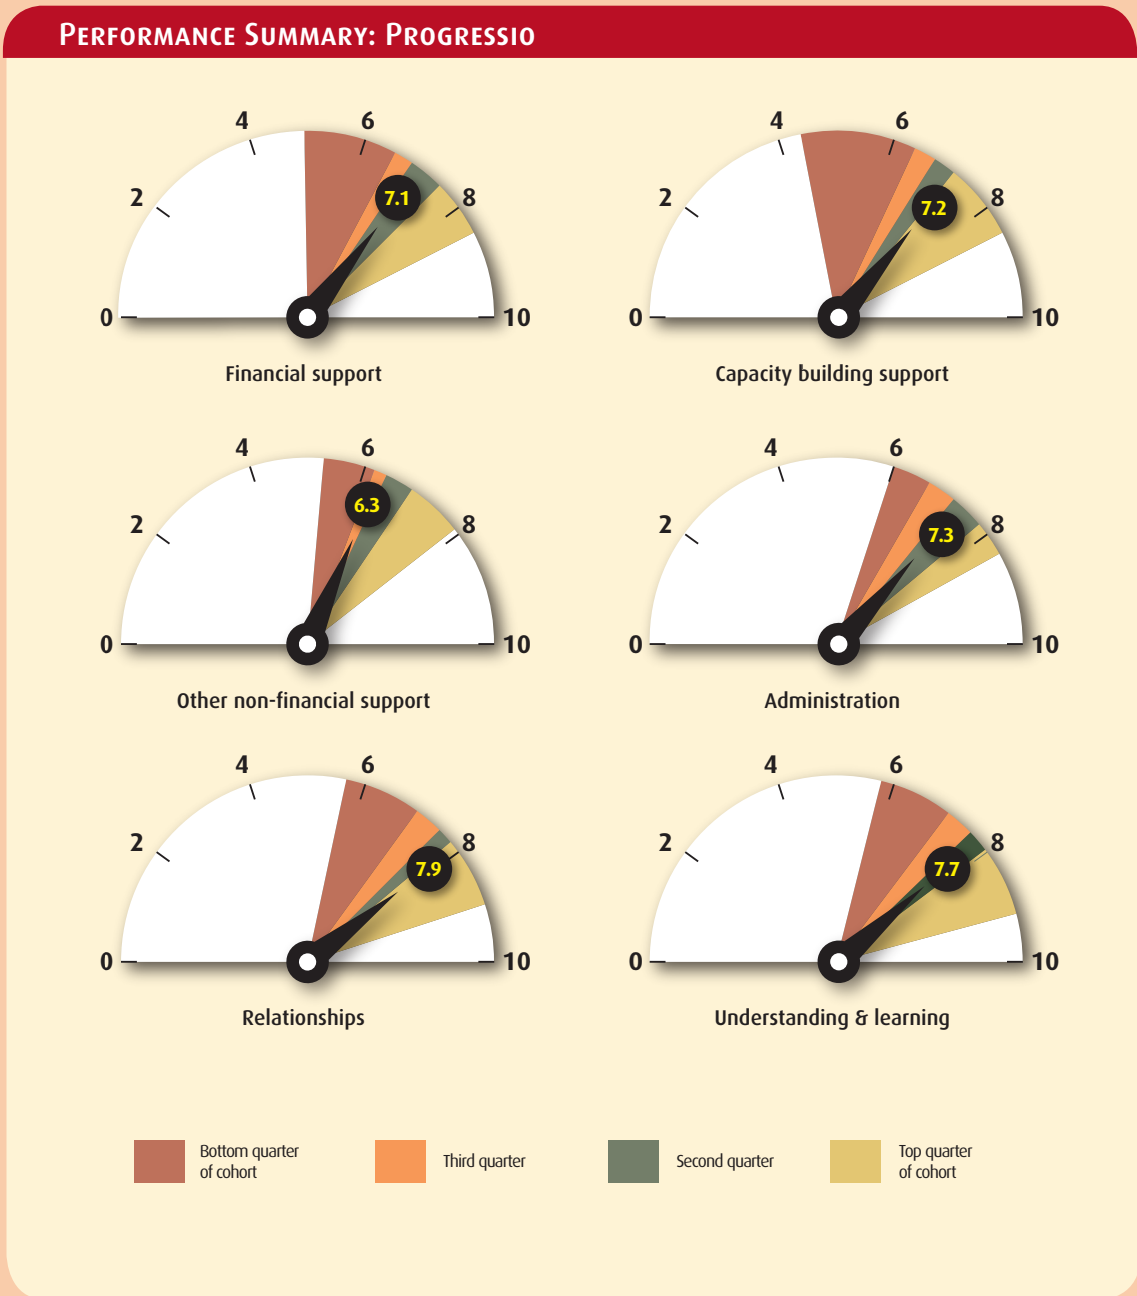 PERFORMANCE SUMMARY: PROGRESSIO
0 2 4 6 8 10
7.1
Financial support
0 2 4 6 8 10
7.2
Capacity building support
0 2 4 6 8 10
6.3
Other non-financial support
0 2 4 6 8 10
7.3
Administration
0 2 4 6 8 10
7.9
Relationships
0 2 4 6 8 10
7.7
Understanding & learning
Bottom quarter
of cohort
Third quarter
Second quarter
Top quarter
of cohort